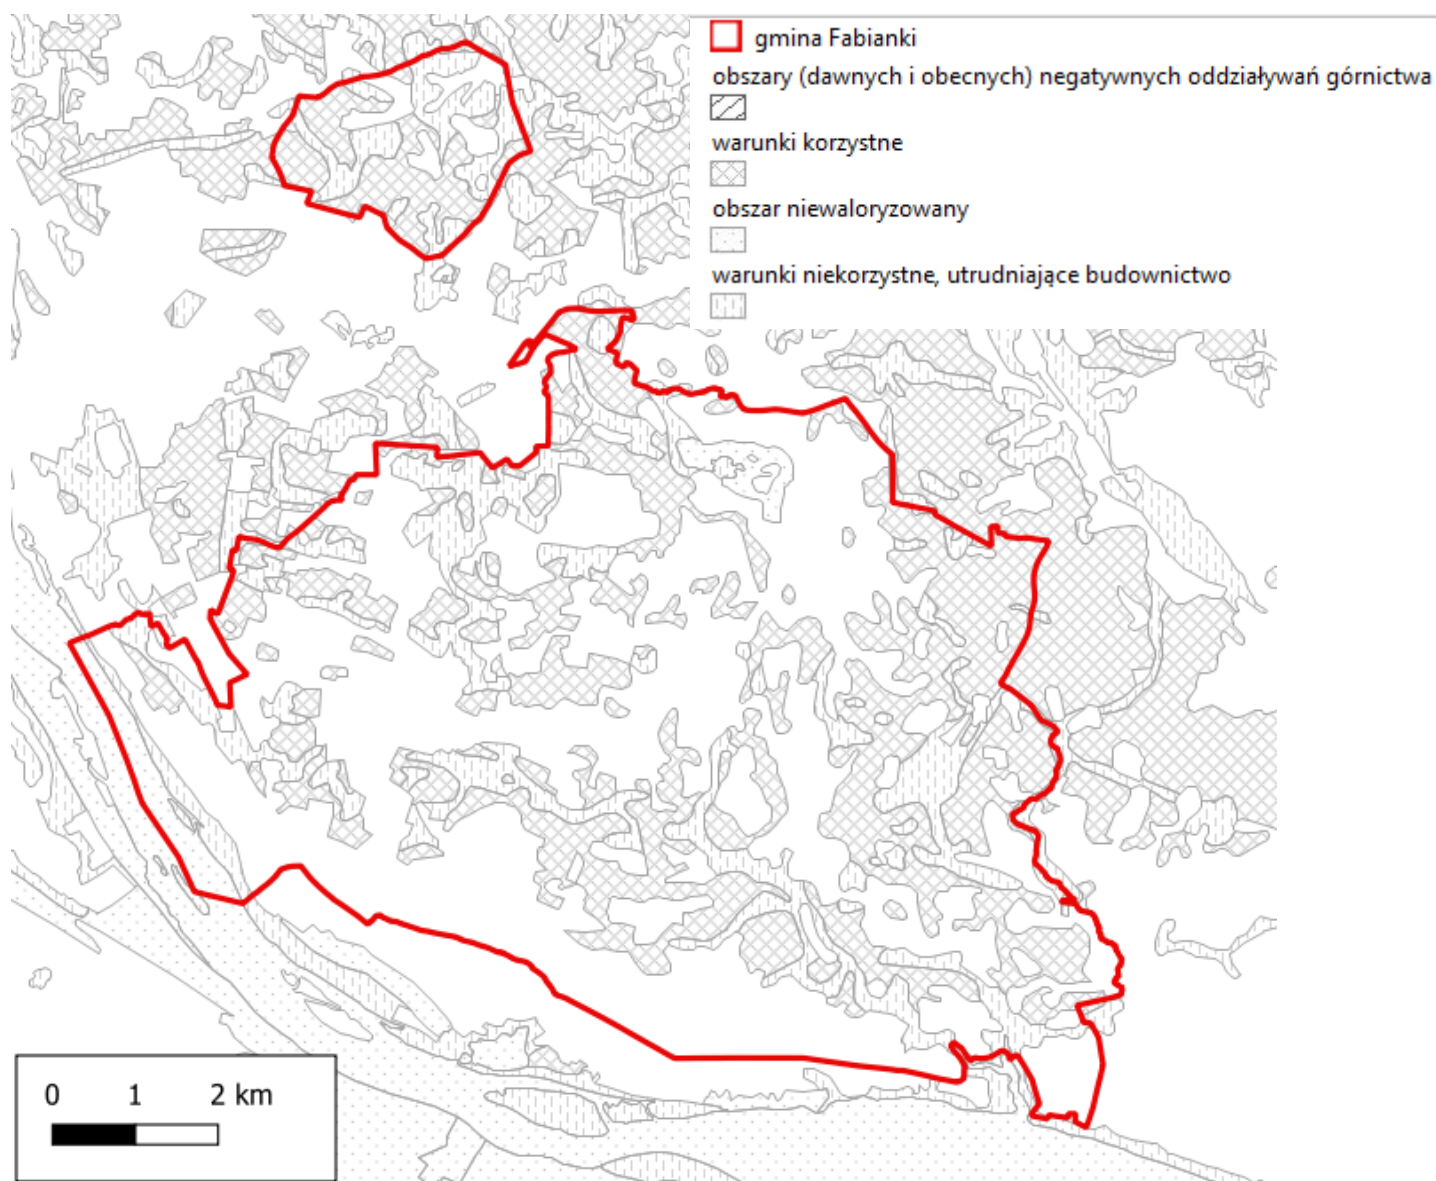 gmina Fabianki
obszary (dawnych i obecnych) negatywnych oddziaływań górnictwa
warunki korzystne
obszar niewaloryzowany
warunki niekorzystne, utrudniające budownictwo
0 1 2 km